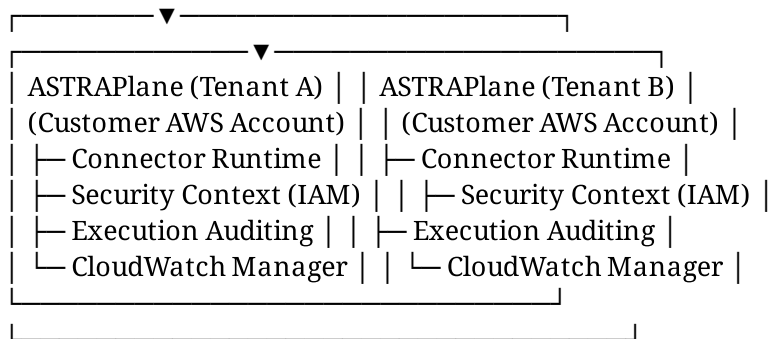 ┌──────────▼────────────────────────────┐
┌─────────────────▼────────────────────────────┐
│ ASTRAPlane (Tenant A) │ │ ASTRAPlane (Tenant B) │
│ (Customer AWS Account) │ │ (Customer AWS Account) │
│ ├─ Connector Runtime │ │ ├─ Connector Runtime │
│ ├─ Security Context (IAM) │ │ ├─ Security Context (IAM) │
│ ├─ Execution Auditing │ │ ├─ Execution Auditing │
│ └─ CloudWatch Manager │ │ └─ CloudWatch Manager │
└───────────────────────────────────────┘
└─────────────────────────────────────────────┘